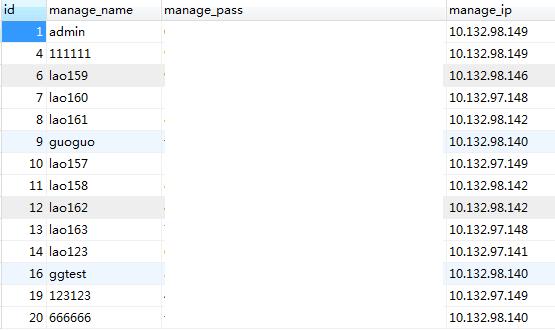 id manage_name manage_pass manage_ip
1 admin 10.132.98.149
4 111111 10.132.98.149
6 lao159 10.132.98.146
7 lao160 10.132.97.148
8 lao161 10.132.98.142
9 guoguo 10.132.98.140
10 lao157 10.132.97.149
11 lao158 10.132.98.142
12 lao162 10.132.98.142
13 lao163 10.132.97.148
14 lao123 10.132.97.141
16 ggtest 10.132.98.140
19 123123 10.132.97.149
20 666666 10.132.98.140